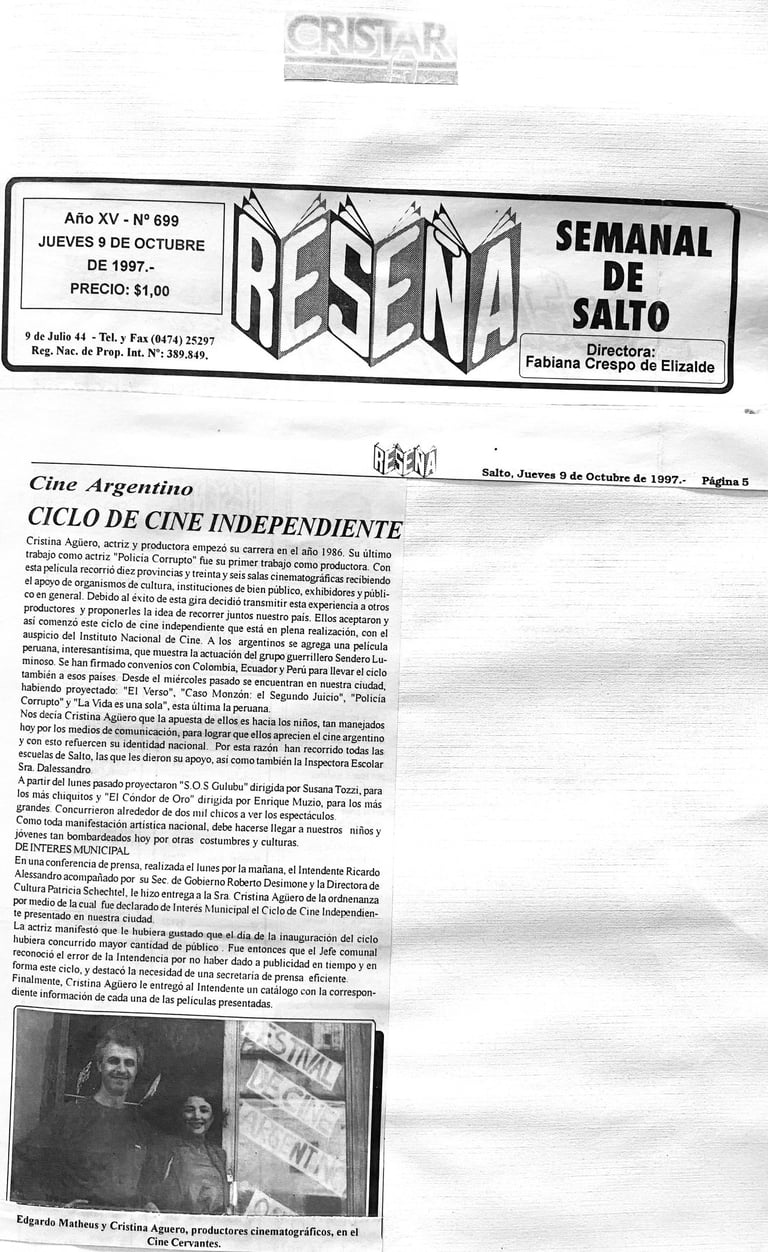 CRISTAR
Año XV - Nº 699
JUEVES 9 DE OCTUBRE
DE 1997.-
PRECIO: $1,00
9 de Julio 44 - Tel. y Fax (0474) 25297
Reg. Nac. de Prop. Int. Nº: 389.849.
RESEÑA
SEMANAL
DE
SALTO
Directora:
Fabiana Crespo de Elizalde
RESEÑA
Salto, Jueves 9 de Octubre de 1997.- Página 5
Cine Argentino
CICLO DE CINE INDEPENDIENTE
Cristina Agüero, actriz y productora empezó su carrera en el año 1986. Su último
trabajo como actriz "Policía Corrupto" fue su primer trabajo como productora. Con
esta película recorrió diez provincias y treinta y seis salas cinematográficas recibiendo
el apoyo de organismos de cultura, instituciones de bien público, exhibidores y públi-
co en general. Debido al éxito de esta gira decidió transmitir esta experiencia a otros
productores y proponerles la idea de recorrer juntos nuestro país. Ellos aceptaron y
así comenzó este ciclo de cine independiente que está en plena realización, con el
auspicio del Instituto Nacional de Cine. A los argentinos se agrega una película
peruana, interesantísima, que muestra la actuación del grupo guerrillero Sendero Lu-
minoso. Se han firmado convenios con Colombia, Ecuador y Perú para llevar el ciclo
también a esos países. Desde el miércoles pasado se encuentran en nuestra ciudad,
habiendo proyectado: "El Verso", "Caso Monzón: el Segundo Juicio", "Policía
Corrupto" y "La Vida es una sola", esta última la peruana.
Nos decía Cristina Agüero que la apuesta de ellos es hacia los niños, tan manejados
hoy por los medios de comunicación, para lograr que ellos aprecien el cine argentino
y con esto refuercen su identidad nacional. Por esta razón han recorrido todas las
escuelas de Salto, las que les dieron su apoyo, así como también la Inspectora Escolar
Sra. Dalessandro.
A partir del lunes pasado proyectaron "S.O.S Gulubu" dirigida por Susana Tozzi, para
los más chiquitos y "El Cóndor de Oro" dirigida por Enrique Muzio, para los más
grandes. Concurrieron alrededor de dos mil chicos a ver los espectáculos.
Como toda manifestación artística nacional, debe hacerse llegar a nuestros niños y
jóvenes tan bombardeados hoy por otras costumbres y culturas.
DE INTERES MUNICIPAL
En una conferencia de prensa, realizada el lunes por la mañana, el Intendente Ricardo
Alessandro acompañado por su Sec. de Gobierno Roberto Desimone y la Directora de
Cultura Patricia Schechtel, le hizo entrega a la Sra. Cristina Agüero de la ordnenanza
por medio de la cual fue declarado de Interés Municipal el Ciclo de Cine Independien-
te presentado en nuestra ciudad.
La actriz manifestó que le hubiera gustado que el día de la inauguración del ciclo
hubiera concurrido mayor cantidad de público . Fue entonces que el Jefe comunal
reconoció el error de la Intendencia por no haber dado a publicidad en tiempo y en
forma este ciclo, y destacó la necesidad de una secretaría de prensa eficiente.
Finalmente, Cristina Agüero le entregó al Intendente un catálogo con la correspon-
diente información de cada una de las películas presentadas.
FESTIVAL
DE CINE
ARGENTINO
Edgardo Matheus y Cristina Aguero, productores cinematográficos, en el
Cine Cervantes.